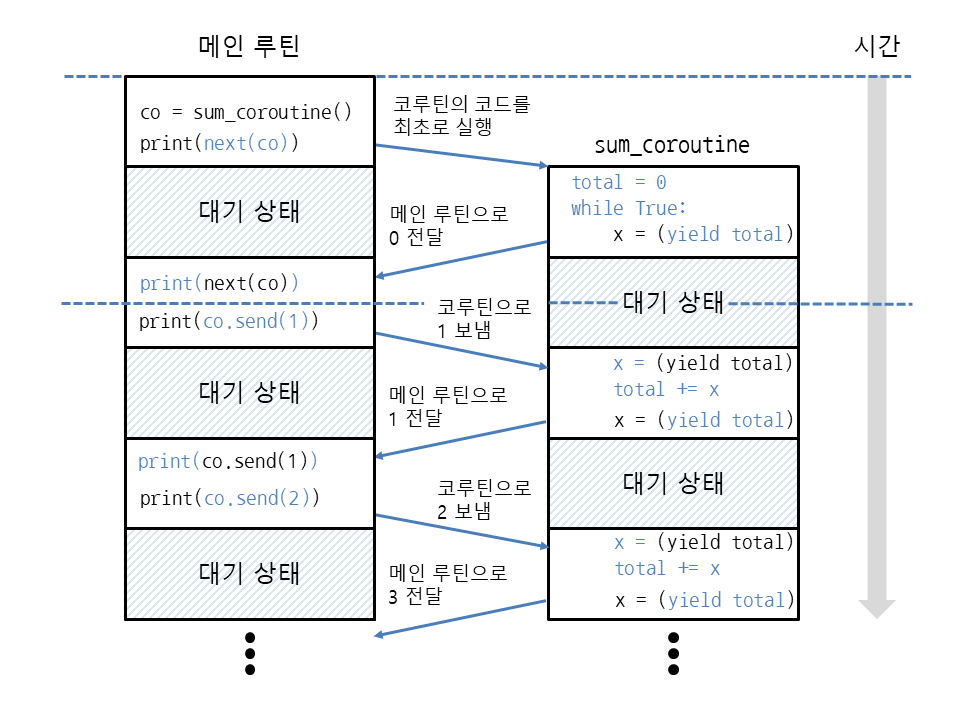 메인 루틴
시간
co = sum_coroutine()
print(next(co))
코루틴의 코드를
최초로 실행
sum_coroutine
total = 0
while True:
x = (yield total)
대기 상태
메인 루틴으로
0 전달
print(next(co))
대기 상태
print(co.send(1))
코루틴으로
1 보냄
x = (yield total)
total += x
x = (yield total)
대기 상태
메인 루틴으로
1 전달
print(co.send(1))
대기 상태
print(co.send(2))
코루틴으로
2 보냄
x = (yield total)
total += x
x = (yield total)
대기 상태
메인 루틴으로
3 전달